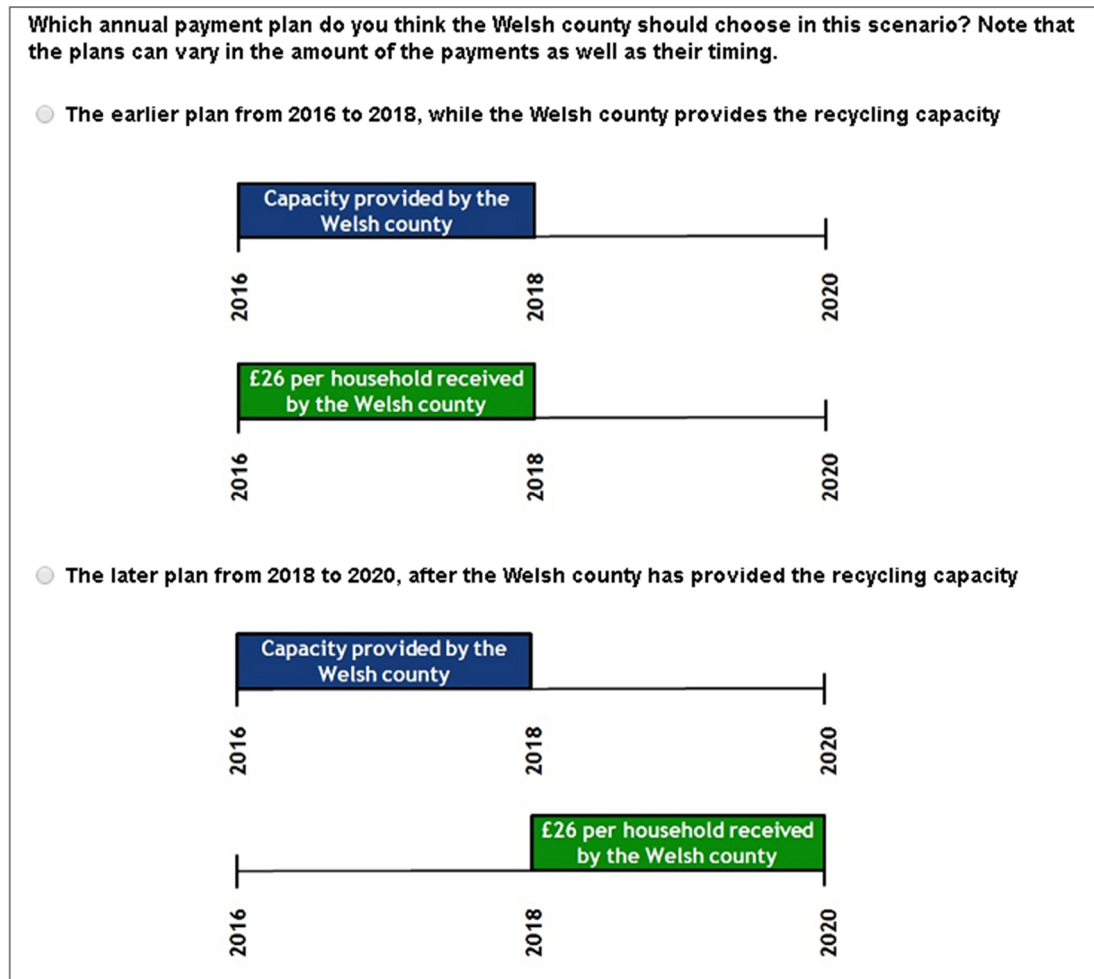 Which annual payment plan do you think the Welsh county should choose in this scenario? Note that
the plans can vary in the amount of the payments as well as their timing.
The earlier plan from 2016 to 2018, while the Welsh county provides the recycling capacity
Capacity provided by the
Welsh county
2016
2018
2020
£26 per household received
by the Welsh county
2016
2018
2020
The later plan from 2018 to 2020, after the Welsh county has provided the recycling capacity
Capacity provided by the
Welsh county
2016
2018
2020
£26 per household received
by the Welsh county
2016
2018
2020